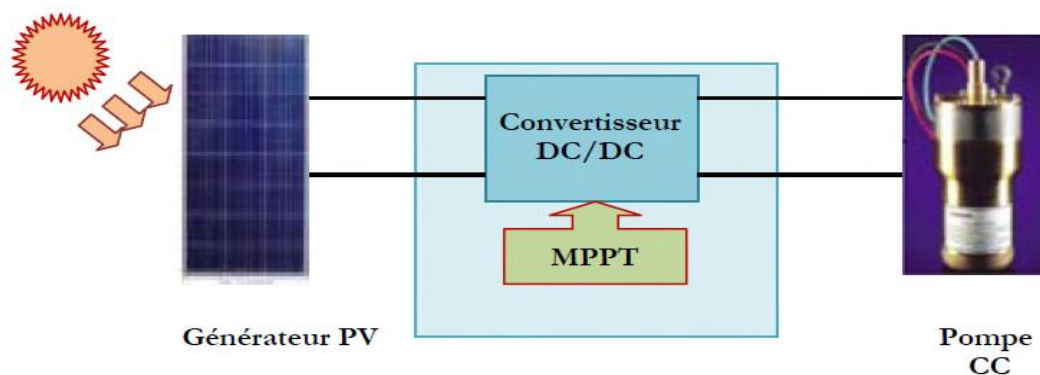 Convertisseur
DC/DC
MPPT
Générateur PV
Pompe
CC